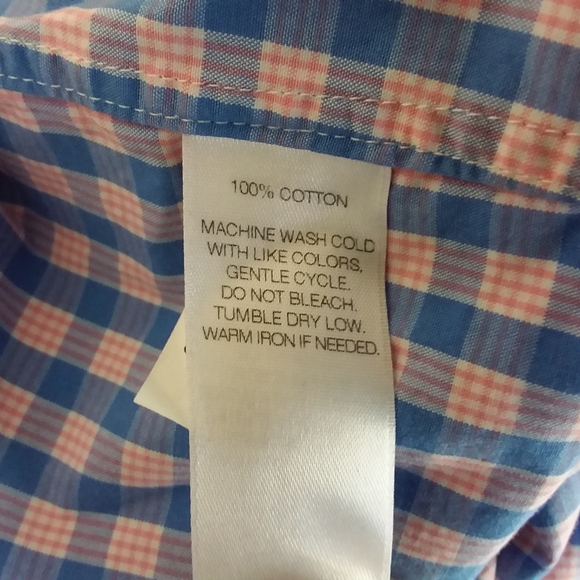 100% COTTON
MACHINE WASH COLD
WITH LIKE COLORS,
GENTLE CYCLE.
DO NOT BLEACH.
TUMBLE DRY LOW.
WARM IRON IF NEEDED.